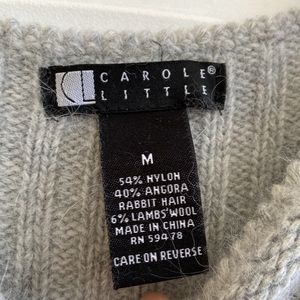 CL CAROLE®
LITTLE
M
54% NYLON
40% ANGORA
RABBIT HAIR
6% LAMBS' WOOL
MADE IN CHINA
RN 59478
CARE ON REVERSE